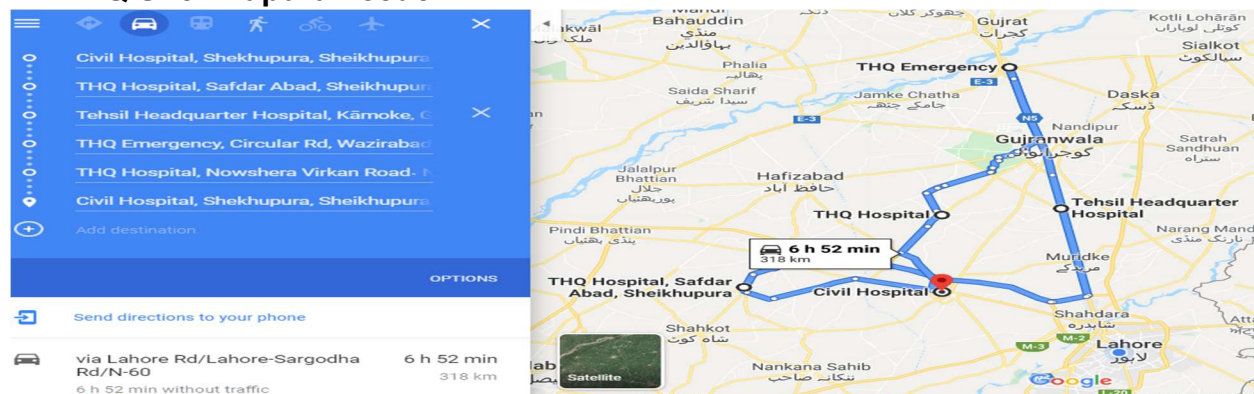 Civil Hospital, Shekhupura, Sheikhupura
THQ Hospital, Safdar Abad, Sheikhupur
Tehsil Headquarter Hospital, Kāmoke, G
THQ Emergency, Circular Rd, Wazirabad
THQ Hospital, Nowshera Virkan Road- N
Civil Hospital, Shekhupura, Sheikhupura
Add destination
OPTIONS
Send directions to your phone
via Lahore Rd/Lahore-Sargodha
Rd/N-60
6 h 52 min
318 km
6 h 52 min without traffic
Bahauddin
منڈی
بہاؤالدین
Gujrat
گجرات
Kotli Lohārān
کوٹلی لوہاراں
Sialkot
سیالکوٹ
Phalia
پھالیہ
THQ Emergency
E-3
Saida Sharif
سیدا شریف
Jamke Chatha
جامکے چٹھہ
E-3
Daska
ڈسکہ
N5
Nandipur
Gujranwala
گوجرانوالہ
Satrah
Sandhuan
ستراہ
Jalalpur
Bhattian
جلال
پوربھٹیاں
Hafizabad
حافظ آباد
THQ Hospital
Tehsil Headquarter
Hospital
Narang Mand
نارنگ منڈی
Pindi Bhattian
پنڈی بھٹیاں
6 h 52 min
318 km
Muridke
مریدکے
THQ Hospital, Safdar
Abad, Sheikhupura
Civil Hospital
Shahdara
شاہدرہ
Shahkot
شاہ کوٹ
M-3
M-2
Lahore
لاہور
Satellite
Nankana Sahib
ننکانہ صاحب
Google
L-20